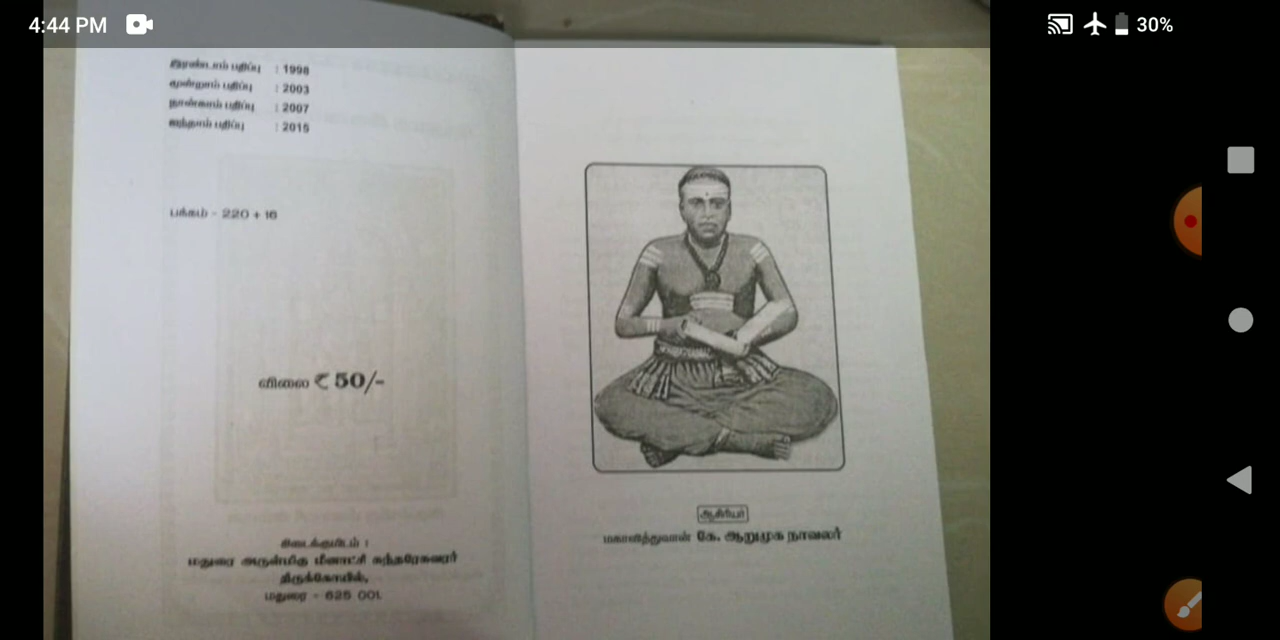 4:44 PM
30%
இரண்டாம் பதிப்பு : 1998
மூன்றாம் பதிப்பு : 2003
நான்காம் பதிப்பு : 2007
ஐந்தாம் பதிப்பு : 2015
பக்கம் - 220 + 16
விலை ₹ 50/-
கிடைக்குமிடம் :
மதுரை அருள்மிகு மீனாட்சி சுந்தரேசுவரர்
திருக்கோயில்,
மதுரை - 625 001.
ஆசிரியர்
மகாவித்துவான் கே. ஆறுமுக நாவலர்